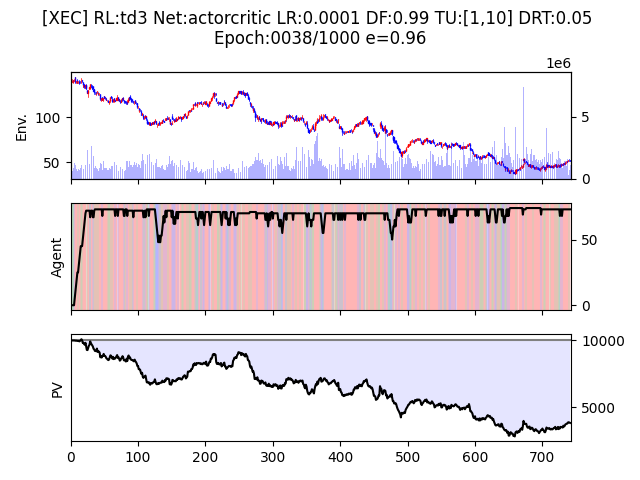 [XEC] RL:td3 Net:actorcritic LR:0.0001 DF:0.99 TU:[1,10] DRT:0.05
Epoch:0038/1000 e=0.96
1e6
Env.
100
50
5
0
Agent
50
0
PV
10000
5000
0 100 200 300 400 500 600 700